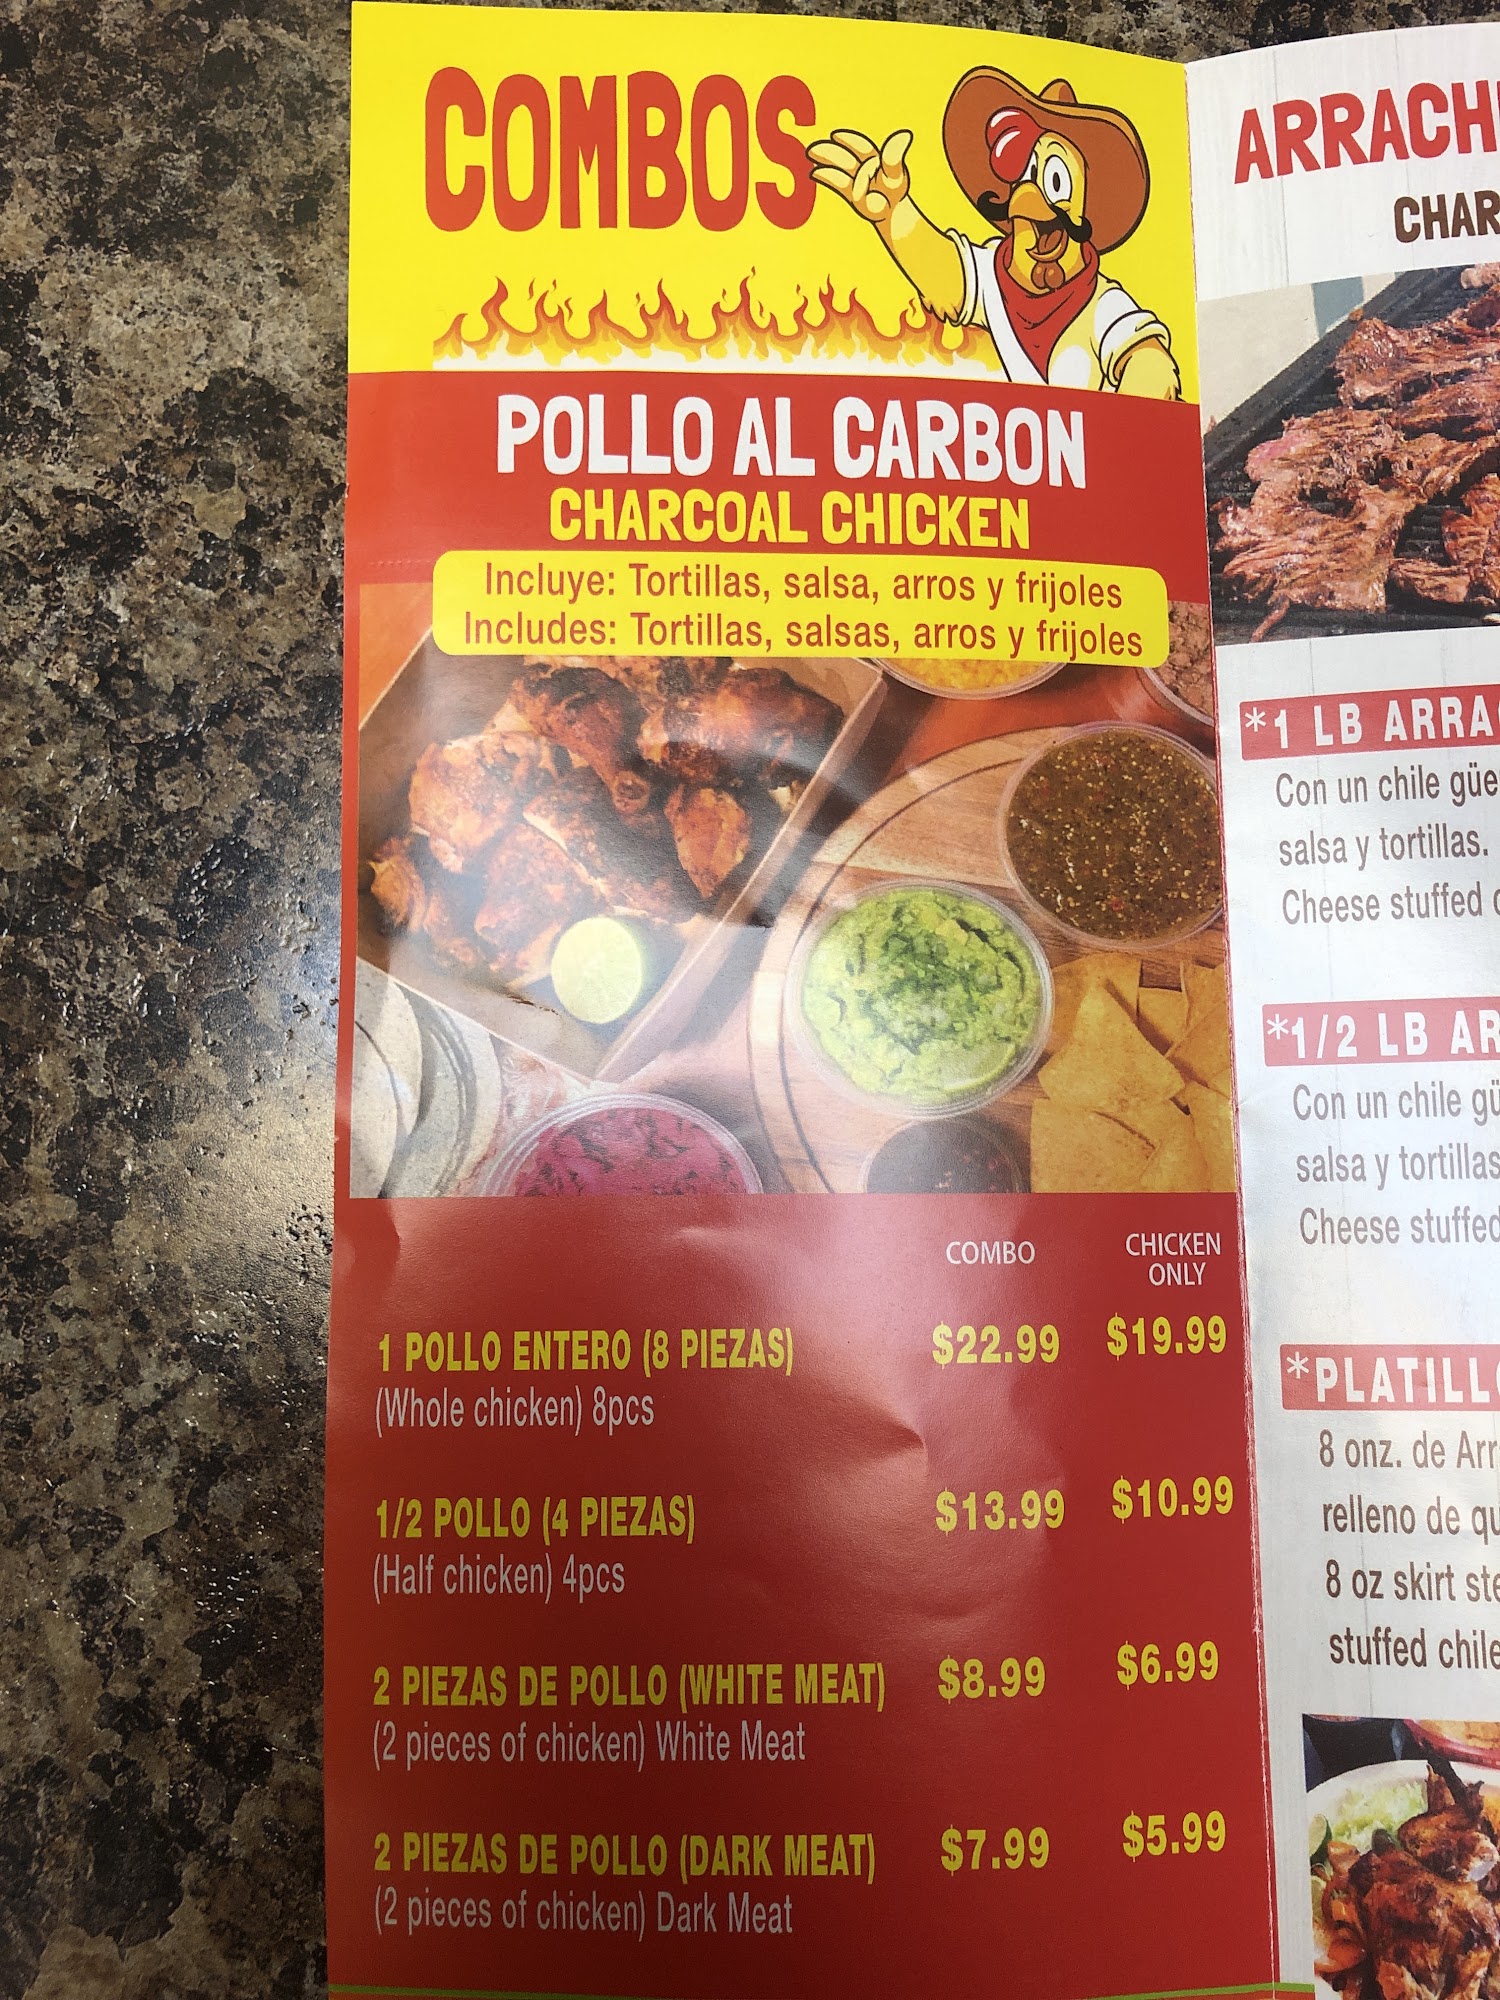 COMBOS
POLLO AL CARBON
CHARCOAL CHICKEN
Incluye: Tortillas, salsa, arros y frijoles
Includes: Tortillas, salsas, arros y frijoles
COMBO
CHICKEN
ONLY
1 POLLO ENTERO (8 PIEZAS) $22.99 $19.99
(Whole chicken) 8pcs
1/2 POLLO (4 PIEZAS) $13.99 $10.99
(Half chicken) 4pcs
2 PIEZAS DE POLLO (WHITE MEAT) $8.99 $6.99
(2 pieces of chicken) White Meat
2 PIEZAS DE POLLO (DARK MEAT) $7.99 $5.99
(2 pieces of chicken) Dark Meat
ARRACH
CHAR
*1 LB ARRA
Con un chile güe
salsa y tortillas.
Cheese stuffed
*1/2 LB AR
Con un chile gü
salsa y tortillas
Cheese stuffed
*PLATILL
8 onz. de Arr
relleno de qu
8 oz skirt ste
stuffed chile